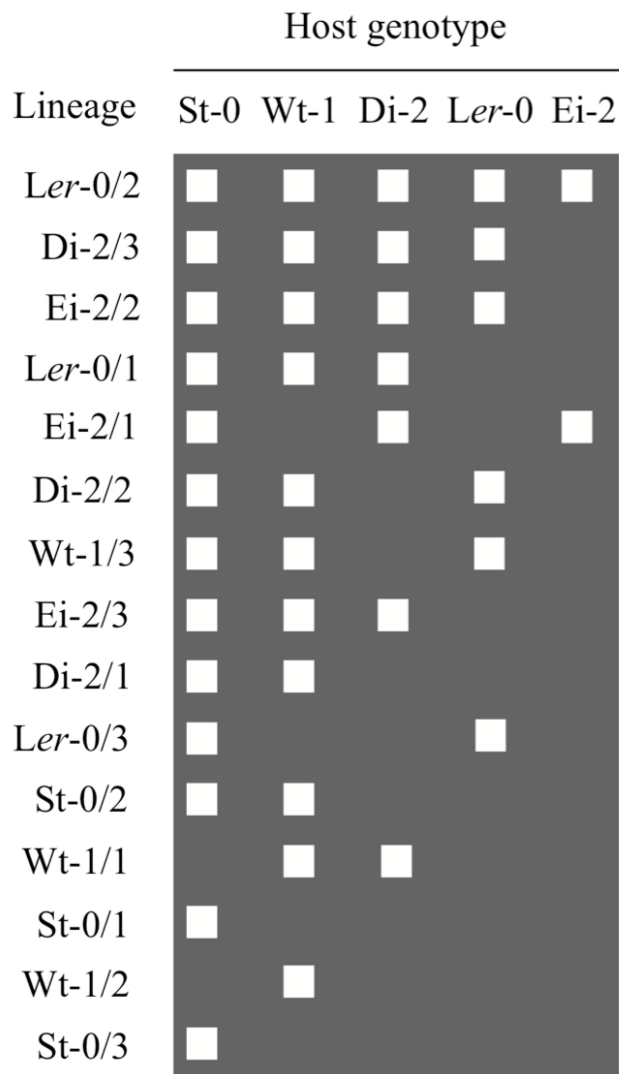 Host genotype
Lineage St-0 Wt-1 Di-2 Ler-0 Ei-2
Ler-0/2
Di-2/3
Ei-2/2
Ler-0/1
Ei-2/1
Di-2/2
Wt-1/3
Ei-2/3
Di-2/1
Ler-0/3
St-0/2
Wt-1/1
St-0/1
Wt-1/2
St-0/3